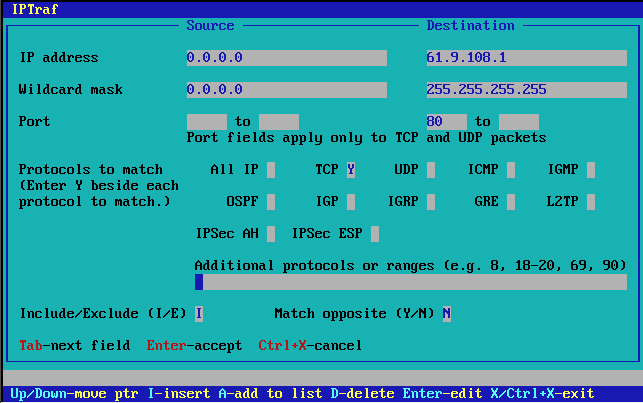 IPTraf
Source Destination
IP address 0.0.0.0 61.9.108.1
Wildcard mask 0.0.0.0 255.255.255.255
Port to 80 to
Port fields apply only to TCP and UDP packets
Protocols to match All IP TCP Y UDP ICMP IGMP
(Enter Y beside each
protocol to match.) OSPF IGP IGRP GRE L2TP
IPSec AH IPSec ESP
Additional protocols or ranges (e.g. 8, 18-20, 69, 90)
Include/Exclude (I/E) I Match opposite (Y/N) N
Tab-next field Enter-accept Ctrl+X-cancel
Up/Down-move ptr I-insert A-add to list D-delete Enter-edit X/Ctrl+X-exit